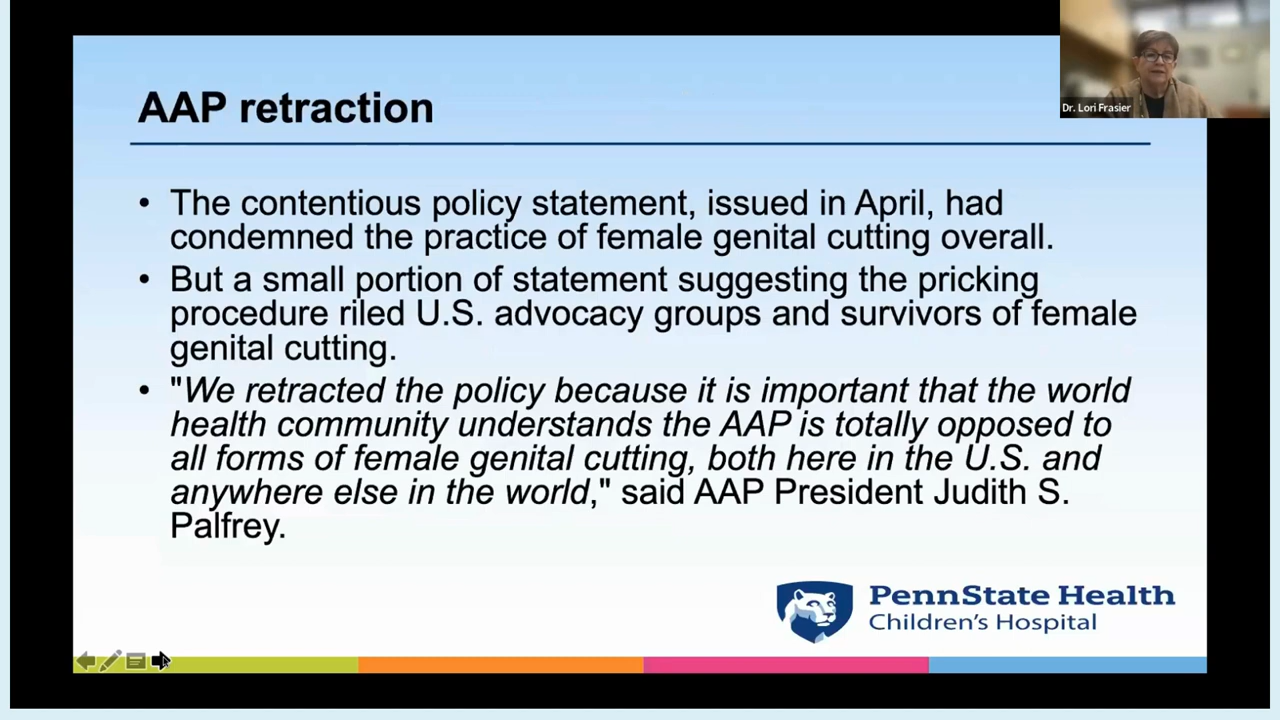 Dr. Lori Frasier
AAP retraction
• The contentious policy statement, issued in April, had
condemned the practice of female genital cutting overall.
• But a small portion of statement suggesting the pricking
procedure riled U.S. advocacy groups and survivors of female
genital cutting.
• "We retracted the policy because it is important that the world
health community understands the AAP is totally opposed to
all forms of female genital cutting, both here in the U.S. and
anywhere else in the world," said AAP President Judith S.
Palfrey.
PennState Health
Children's Hospital